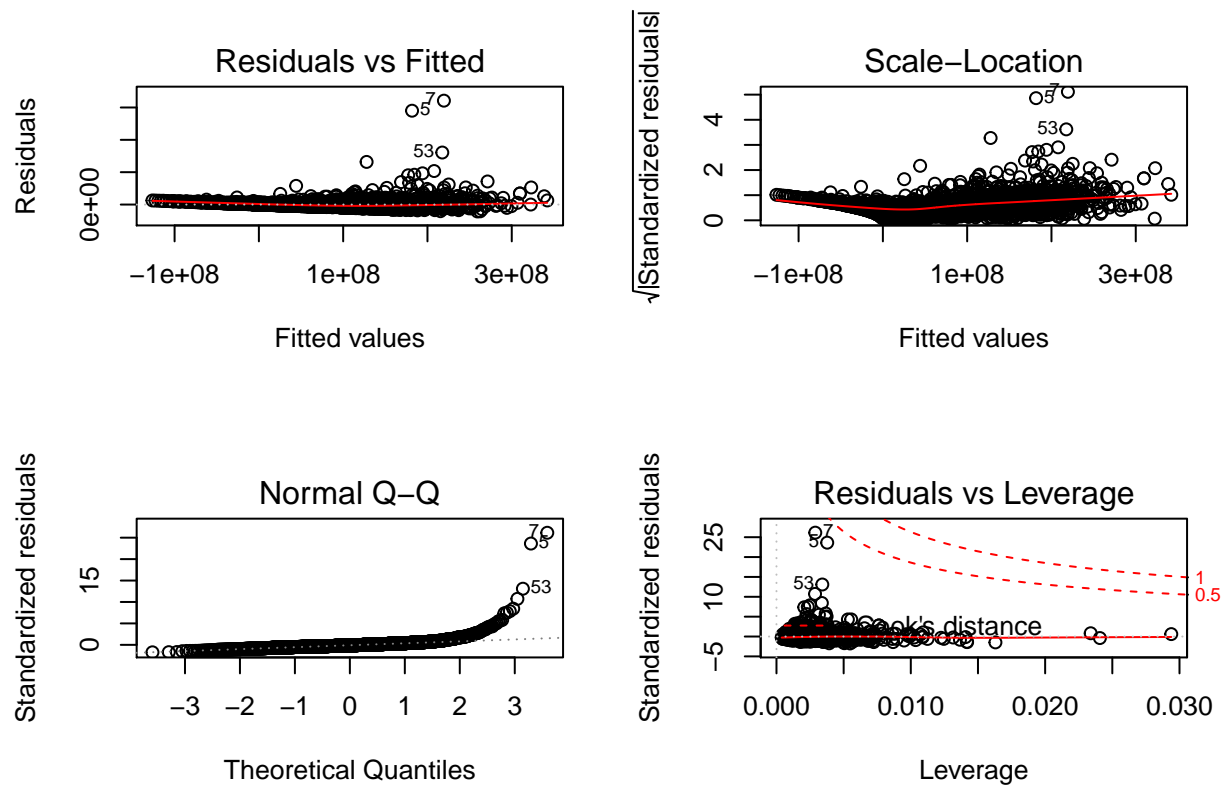 Residuals vs Fitted
Residuals
0e+00
7
5
53
−1e+08 1e+08 3e+08
Fitted values
Scale−Location
√|Standardized residuals|
0 2 4
7
5
53
−1e+08 1e+08 3e+08
Fitted values
Normal Q−Q
Standardized residuals
0 15
7
5
53
−3 −2 −1 0 1 2 3
Theoretical Quantiles
Residuals vs Leverage
Standardized residuals
−5 10 25
7
5
53
1
0.5
distance
0.000 0.010 0.020 0.030
Leverage